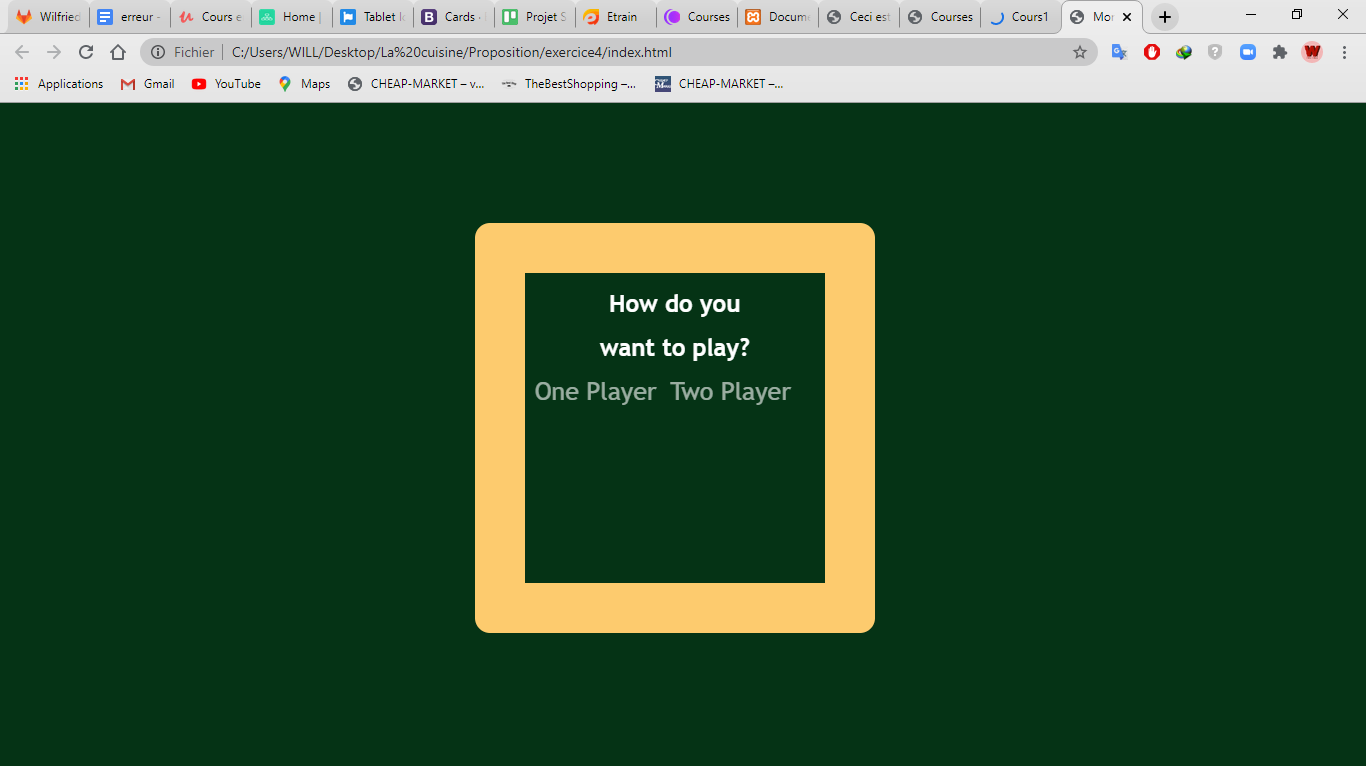 Wilfried erreur - Cours e Home | Tablet Ic Cards · Projet S Etrain Courses Docum Ceci est Courses Cours1 Mor
Fichier C:/Users/WILL/Desktop/La%20cuisine/Proposition/exercice4/index.html
Applications Gmail YouTube Maps CHEAP-MARKET – v... TheBestShopping –... CHEAP-MARKET –...
How do you
want to play?
One Player Two Player